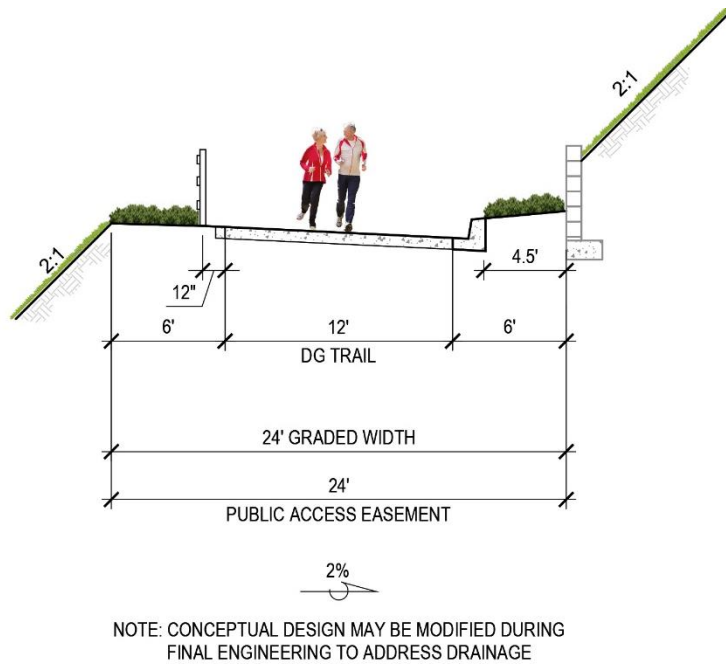 2:1
2:1
4.5'
12"
6'
12'
6'
DG TRAIL
24' GRADED WIDTH
24'
PUBLIC ACCESS EASEMENT
2%
NOTE: CONCEPTUAL DESIGN MAY BE MODIFIED DURING
FINAL ENGINEERING TO ADDRESS DRAINAGE